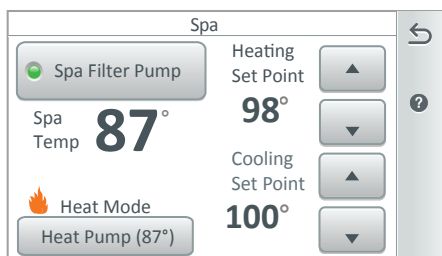 Spa
Spa Filter Pump
Spa
Temp
87°
Heat Mode
Heat Pump (87°)
Heating
Set Point
98°
Cooling
Set Point
100°
?